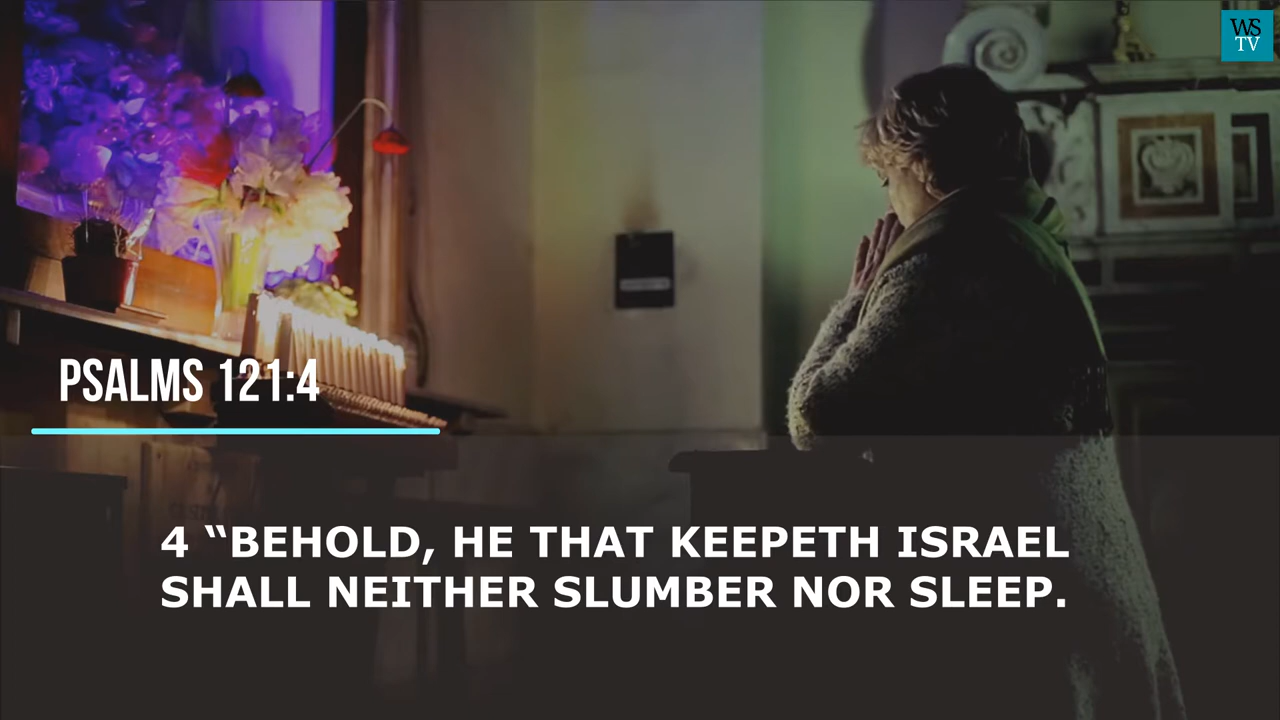 WS
TV
PSALMS 121:4
4 “BEHOLD, HE THAT KEEPETH ISRAEL
SHALL NEITHER SLUMBER NOR SLEEP.